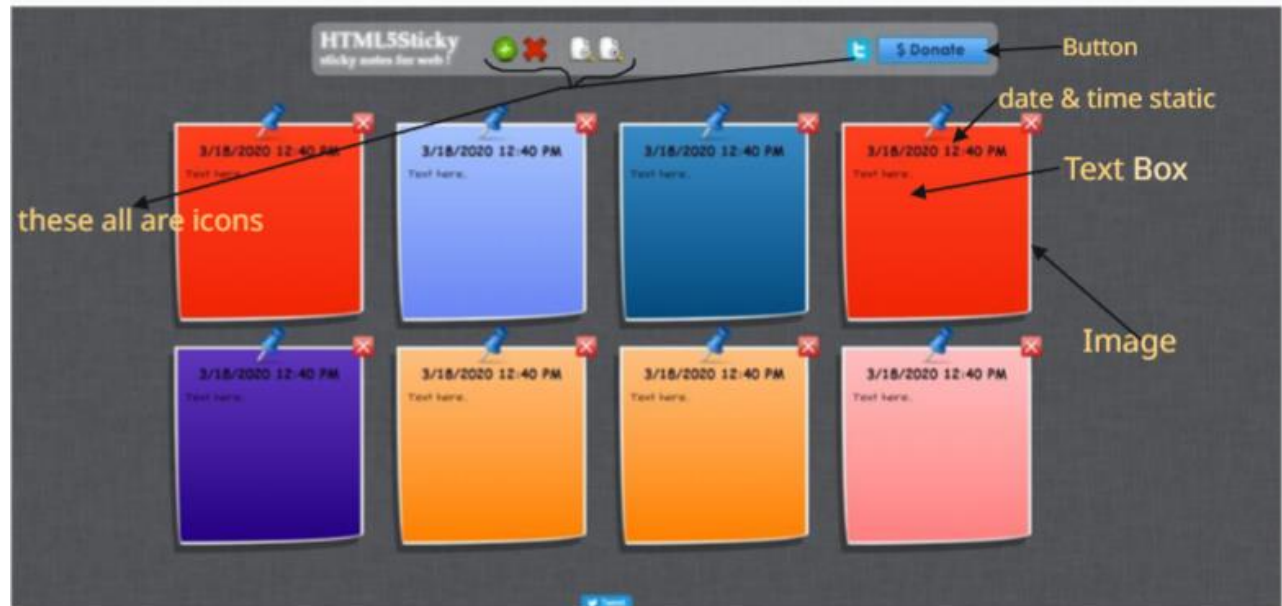 HTML5Sticky
sticky notes for web!
$ Donate
Button
date & time static
3/18/2020 12:40 PM
3/18/2020 12:40 PM
3/18/2020 12:40 PM
3/18/2020 12:40 PM
Text here.
Text here.
Text here.
Text here.
Text Box
these all are icons
Image
3/18/2020 12:40 PM
3/18/2020 12:40 PM
3/18/2020 12:40 PM
3/18/2020 12:40 PM
Text here.
Text here.
Text here.
Text here.
Tweet